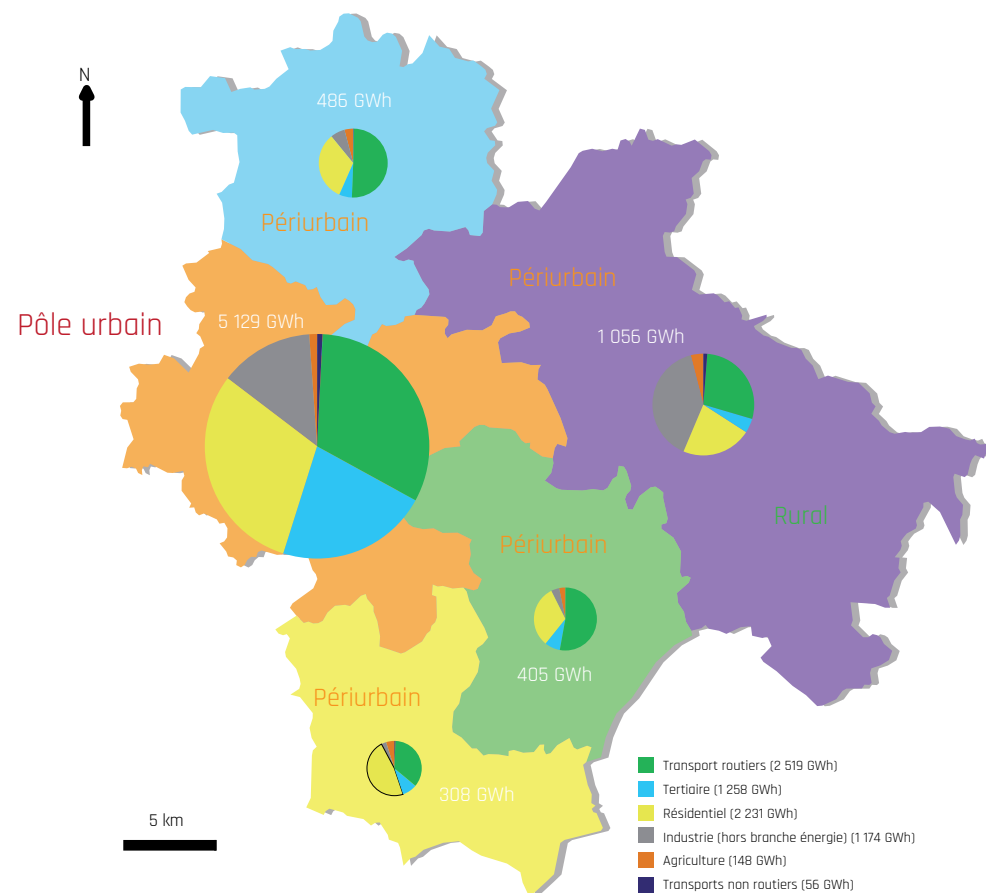 N
486 GWh
Périurbain
Périurbain
Pôle urbain
5 129 GWh
1 056 GWh
Rural
Périurbain
405 GWh
Périurbain
308 GWh
5 km
Transport routiers (2 519 GWh)
Tertiaire (1 258 GWh)
Résidentiel (2 231 GWh)
Industrie (hors branche énergie) (1 174 GWh)
Agriculture (148 GWh)
Transports non routiers (56 GWh)